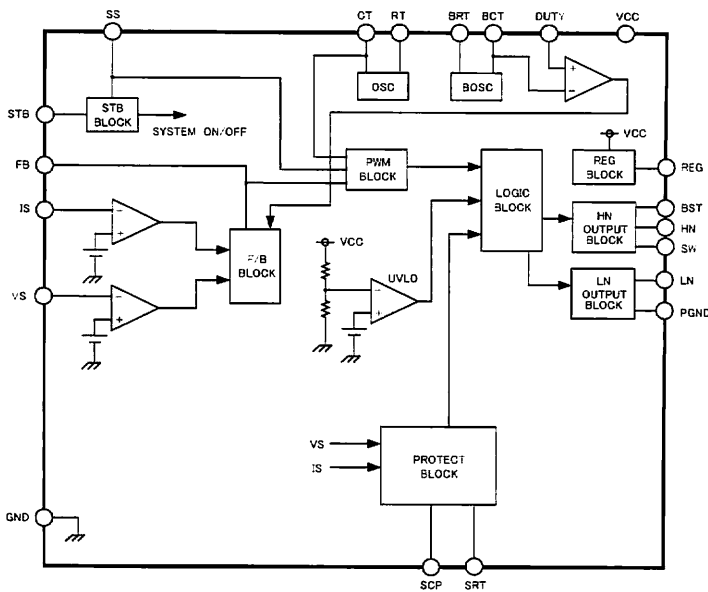 SS
CT
RT
BRT
BCT
DUTY
VCC
STB
STB
BLOCK
SYSTEM ON/OFF
OSC
BOSC
FB
PWM
BLOCK
VCC
REG
BLOCK
REG
IS
LOGIC
BLOCK
HN
OUTPUT
BLOCK
BST
HN
SW
F/B
BLOCK
VCC
UVLO
LN
OUTPUT
BLOCK
LN
PGND
VS
VS
IS
PROTECT
BLOCK
GND
SCP
SRT